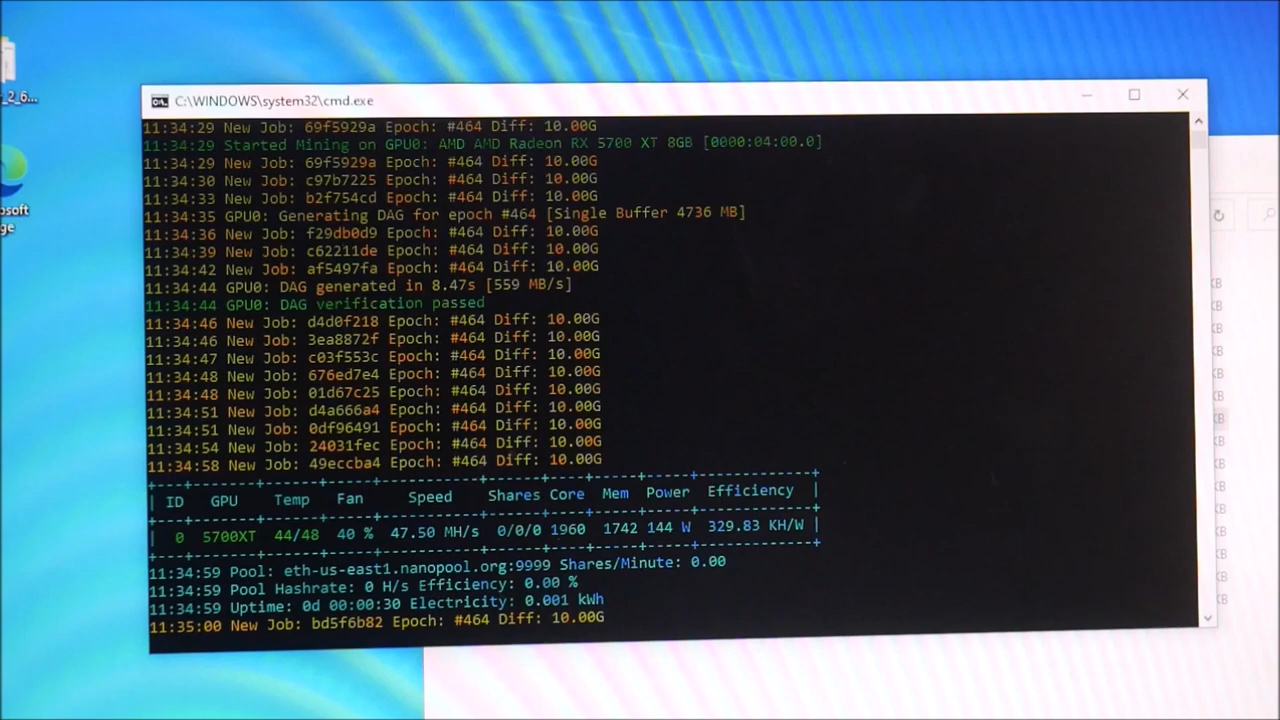 _2_6...
osoft
ge
C:\WINDOWS\system32\cmd.exe
11:34:29 New Job: 69f5929a Epoch: #464 Diff: 10.00G
11:34:29 Started Mining on GPU0: AMD AMD Radeon RX 5700 XT 8GB [0000:04:00.0]
11:34:29 New Job: 69f5929a Epoch: #464 Diff: 10.00G
11:34:30 New Job: c97b7225 Epoch: #464 Diff: 10.00G
11:34:33 New Job: b2f754cd Epoch: #464 Diff: 10.00G
11:34:35 GPU0: Generating DAG for epoch #464 [Single Buffer 4736 MB]
11:34:36 New Job: f29db0d9 Epoch: #464 Diff: 10.00G
11:34:39 New Job: c62211de Epoch: #464 Diff: 10.00G
11:34:42 New Job: af5497fa Epoch: #464 Diff: 10.00G
11:34:44 GPU0: DAG generated in 8.47s [559 MB/s]
11:34:44 GPU0: DAG verification passed
11:34:46 New Job: d4d0f218 Epoch: #464 Diff: 10.00G
11:34:46 New Job: 3ea8872f Epoch: #464 Diff: 10.00G
11:34:47 New Job: c03f553c Epoch: #464 Diff: 10.00G
11:34:48 New Job: 676ed7e4 Epoch: #464 Diff: 10.00G
11:34:48 New Job: 01d67c25 Epoch: #464 Diff: 10.00G
11:34:51 New Job: d4a666a4 Epoch: #464 Diff: 10.00G
11:34:51 New Job: 0df96491 Epoch: #464 Diff: 10.00G
11:34:54 New Job: 24031fec Epoch: #464 Diff: 10.00G
11:34:58 New Job: 49eccba4 Epoch: #464 Diff: 10.00G
ID GPU Temp Fan Speed Shares Core Mem Power Efficiency
0 5700XT 44/48 40 % 47.50 MH/s 0/0/0 1960 1742 144 W 329.83 KH/W
11:34:59 Pool: eth-us-east1.nanopool.org:9999 Shares/Minute: 0.00
11:34:59 Pool Hashrate: 0 H/s Efficiency: 0.00 %
11:34:59 Uptime: 0d 00:00:30 Electricity: 0.001 kWh
11:35:00 New Job: bd5f6b82 Epoch: #464 Diff: 10.00G